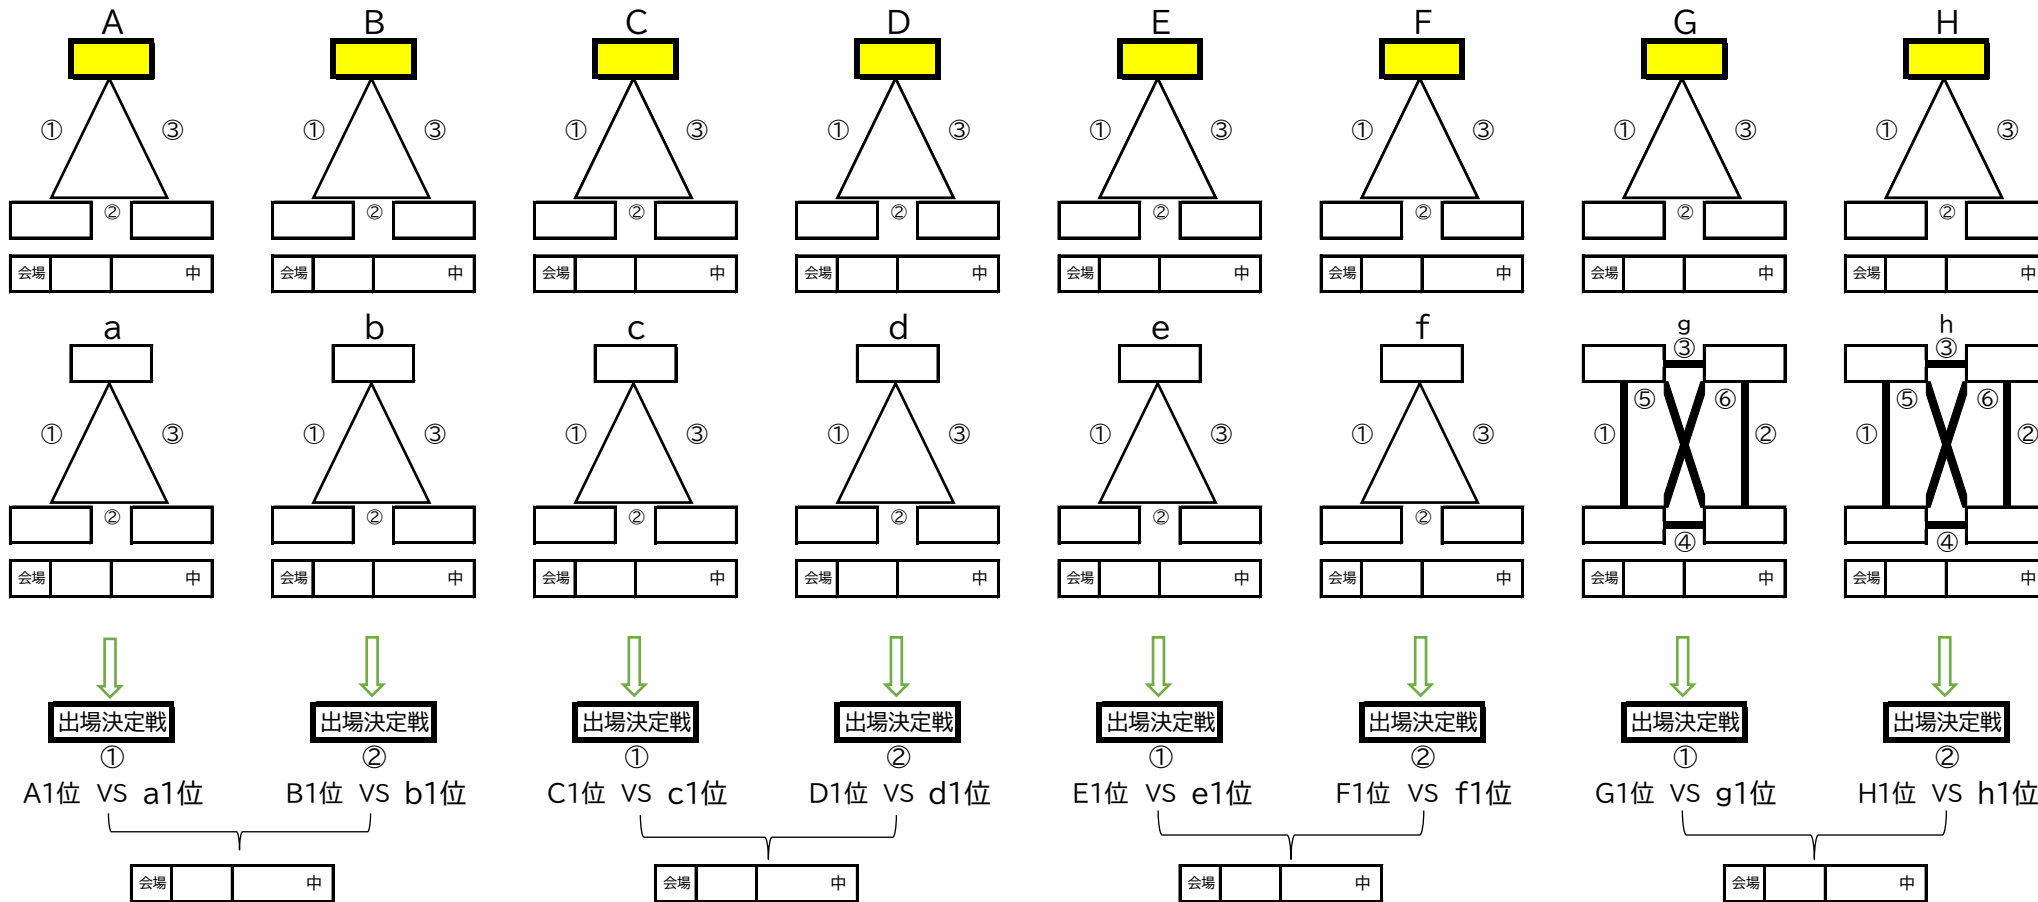 A B C D E F G H
① ③ ① ③ ① ③ ① ③ ① ③ ① ③ ① ③ ① ③
② ② ② ② ② ② ② ②
会場 中 会場 中 会場 中 会場 中 会場 中 会場 中 会場 中 会場 中
a b c d e f g h
③ ③
⑤ ⑥ ⑤ ⑥
① ③ ① ③ ① ③ ① ③ ① ③ ① ③ ① ② ① ②
② ② ② ② ② ② ④ ④
会場 中 会場 中 会場 中 会場 中 会場 中 会場 中 会場 中 会場 中
出場決定戦 出場決定戦 出場決定戦 出場決定戦 出場決定戦 出場決定戦 出場決定戦 出場決定戦
① ② ① ② ① ② ① ②
A1位 VS a1位 B1位 VS b1位 C1位 VS c1位 D1位 VS d1位 E1位 VS e1位 F1位 VS f1位 G1位 VS g1位 H1位 VS h1位
会場 中 会場 中 会場 中 会場 中